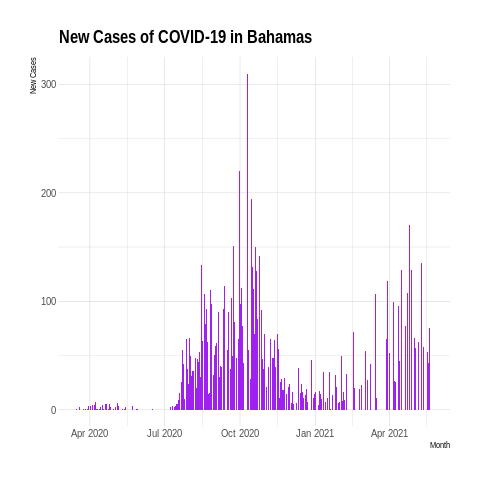 New Cases of COVID-19 in Bahamas
New Cases
300
200
100
0
Apr 2020 Jul 2020 Oct 2020 Jan 2021 Apr 2021
Month